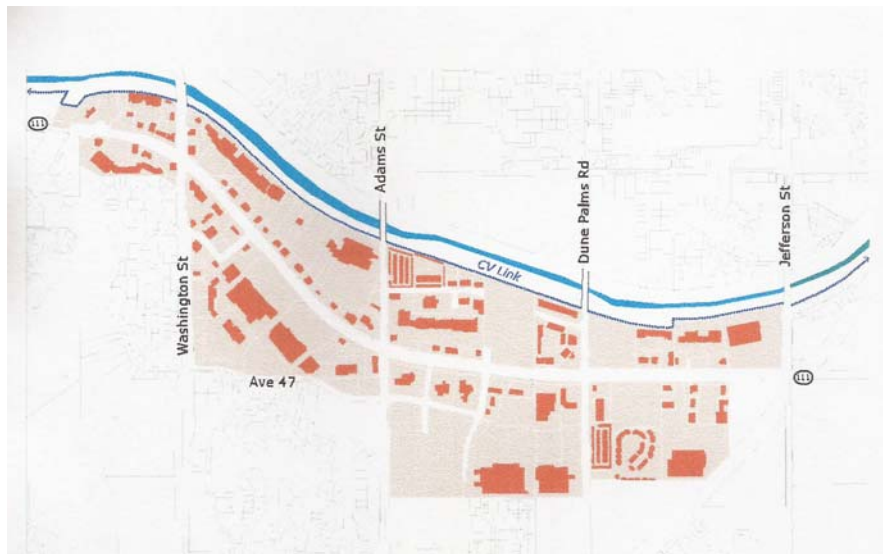 111
Adams St
Dune Palms Rd
Jefferson St
CV Link
Washington St
Ave 47
111